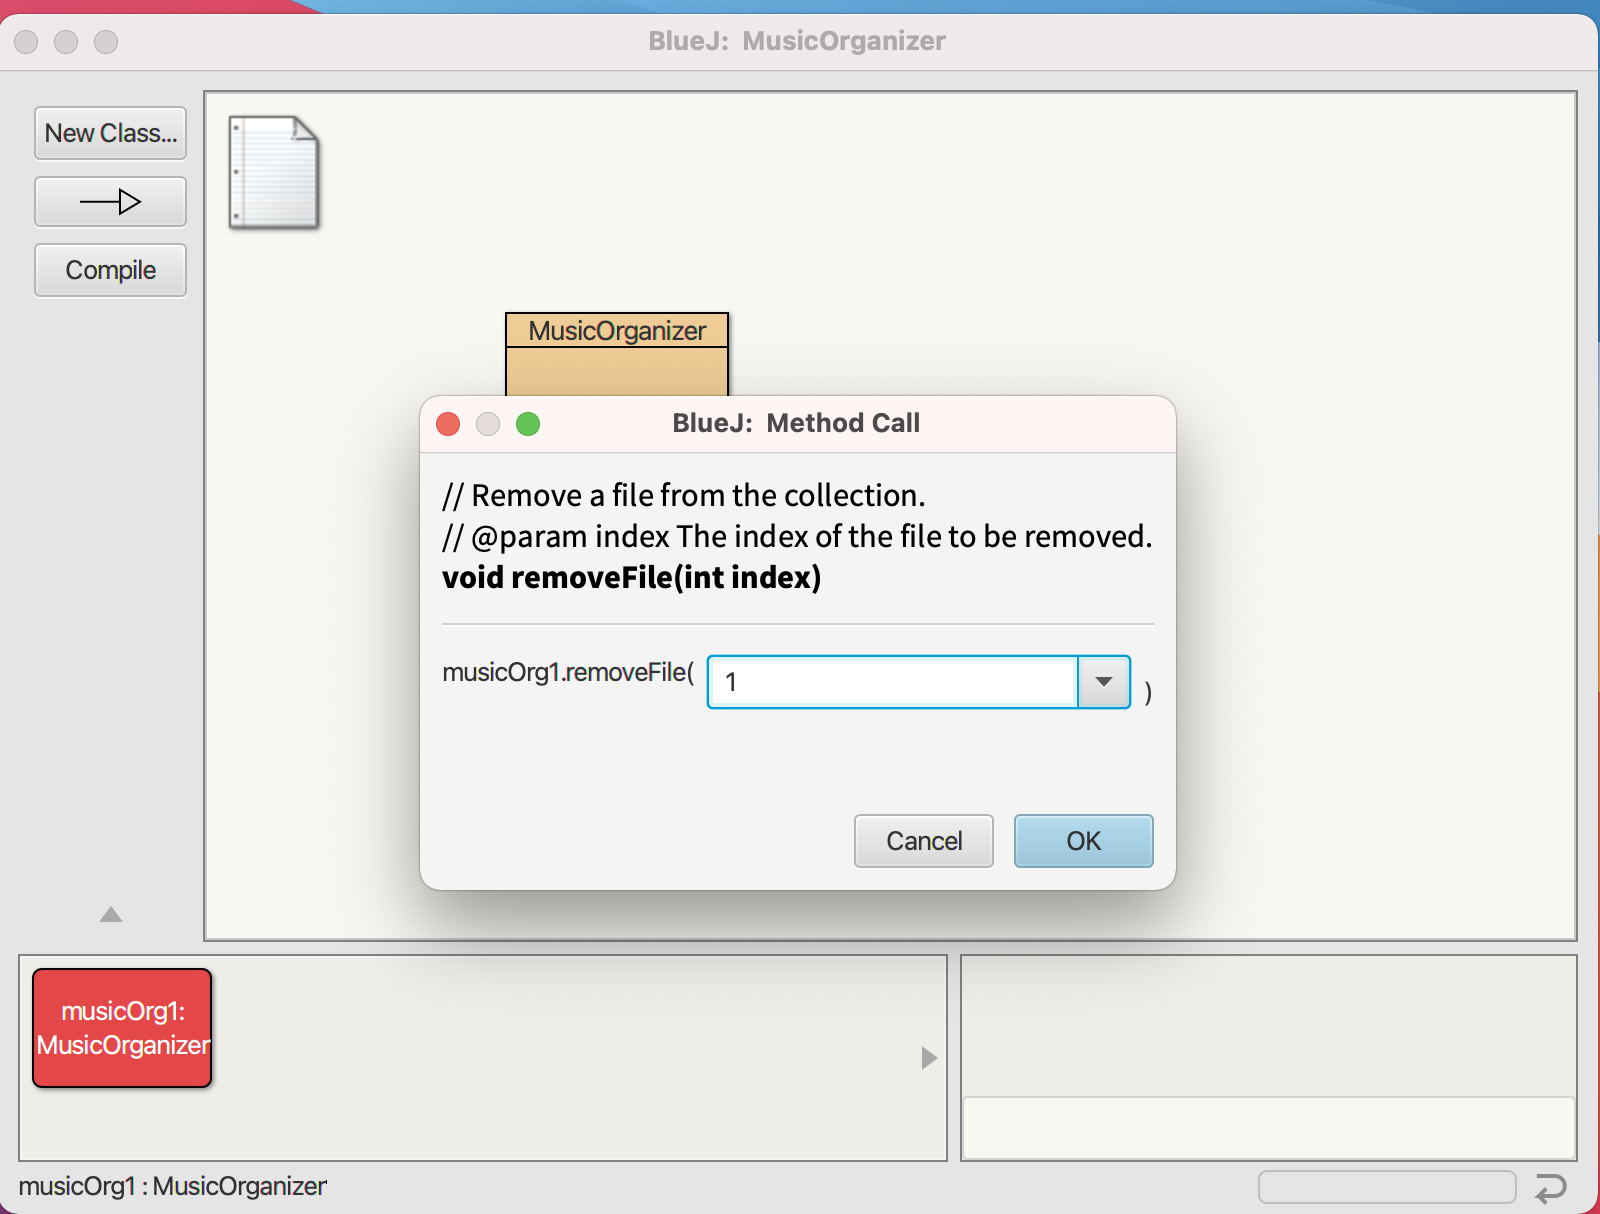 BlueJ:  MusicOrganizer
New Class...
Compile
MusicOrganizer
BlueJ:  Method Call
// Remove a file from the collection.
// @param index The index of the file to be removed.
void removeFile(int index)
musicOrg1.removeFile( 1 )
Cancel OK
musicOrg1:
MusicOrganizer
musicOrg1 : MusicOrganizer